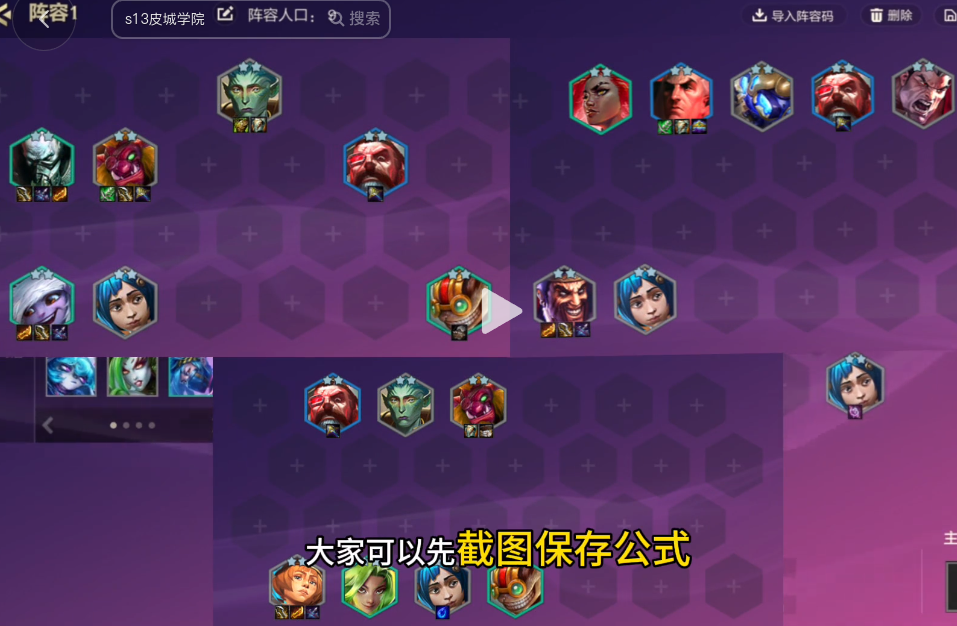 阵容1
s13皮城学院
阵容人口：
搜索
导入阵容码
删除
大家可以先截图保存公式
主